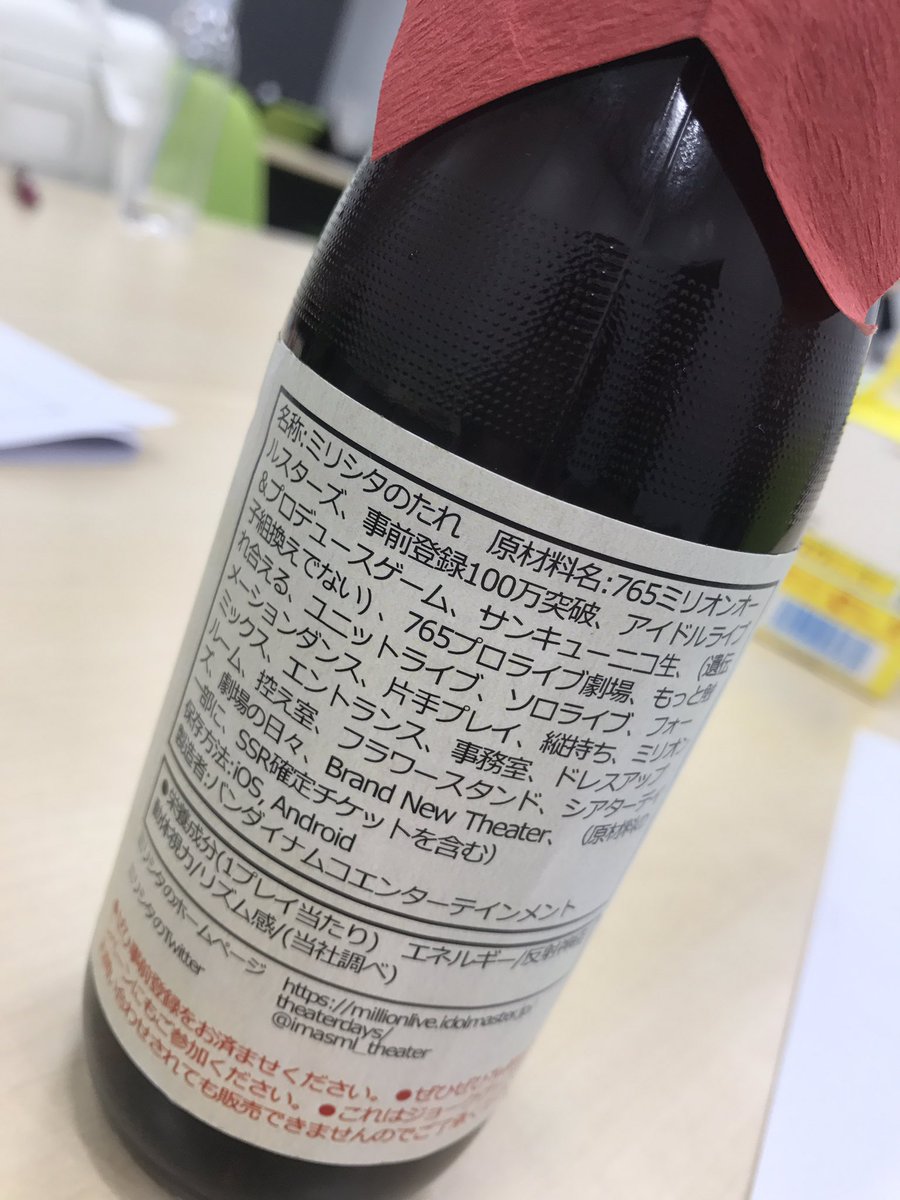 名称:ミリシタのたれ 原材料名:765ミリオンオー
ルスターズ、事前登録100万突破、アイドルライブ
&プロデュースゲーム、サンキューニコ生、(遺伝
子組換えでない)、765プロライブ劇場、もっと触
れ合える、ユニットライブ、ソロライブ、フォー
メーションダンス、片手プレイ、縦持ち、ミリオン
ミックス、エントランス、事務室、ドレスアップ
ルーム、控え室、フラワースタンド、シアターデイ
ズ、劇場の日々、Brand New Theater、(原材料の一
部に、SSR確定チケットを含む)
保存方法:iOS, Android
製造者:バンダイナムコエンターテインメント
●栄養成分(1プレイ当たり) エネルギー/反射神経/
動体視力/リズム感/(当社調べ)
ミリシタのホームページ https://millionlive.idolmaster.jp/
theaterdays/
ミリシタのTwitter @imasml_theater
事前登録をお済ませください。 ●ぜひぜひ
ーンにもご参加ください。 ●これはジョーク
合わせされても販売できませんのでご了承